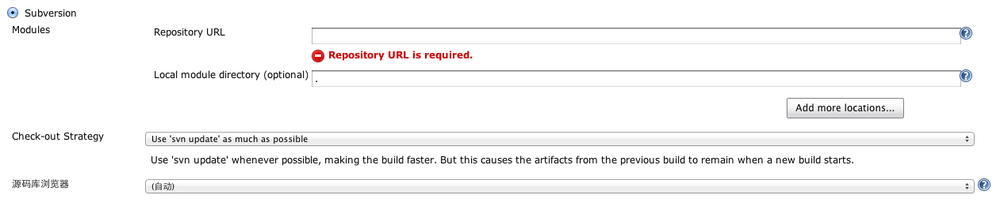 Subversion
Modules
Repository URL
Repository URL is required.
Local module directory (optional) .
Add more locations...
Check-out Strategy
Use 'svn update' as much as possible
Use 'svn update' whenever possible, making the build faster. But this causes the artifacts from the previous build to remain when a new build starts.
源码库浏览器
(自动)